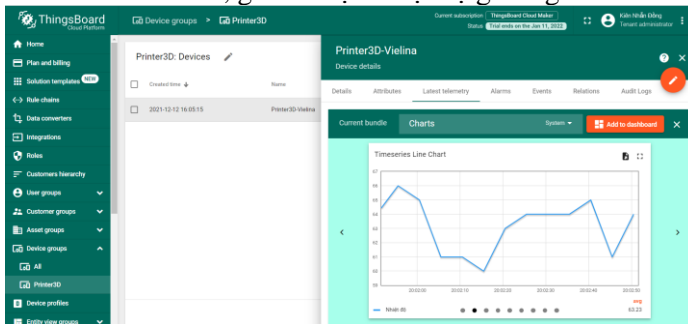 ThingsBoard
Cloud Platform
Device groups > Printer3D
Current subscription ThingsBoard Cloud Maker
Status Trial ends on the Jan 11, 2022
Kiên Nhẫn Đồng
Tenant administrator
Home
Plan and billing
Solution templates NEW
Rule chains
Data converters
Integrations
Roles
Customers hierarchy
User groups
Customer groups
Asset groups
Device groups
All
Printer3D
Device profiles
Entity view groups
Printer3D: Devices
Created time Name
2021-12-12 16:05:15 Printer3D-Vielina
Printer3D-Vielina
Device details
Details Attributes Latest telemetry Alarms Events Relations Audit Logs
Current bundle Charts System Add to dashboard
Timeseries Line Chart
67
66
65
64
63
62
61
60
59
20:02:00 20:02:10 20:02:20 20:02:30 20:02:40 20:02:50
avg
Nhiệt độ 63.23